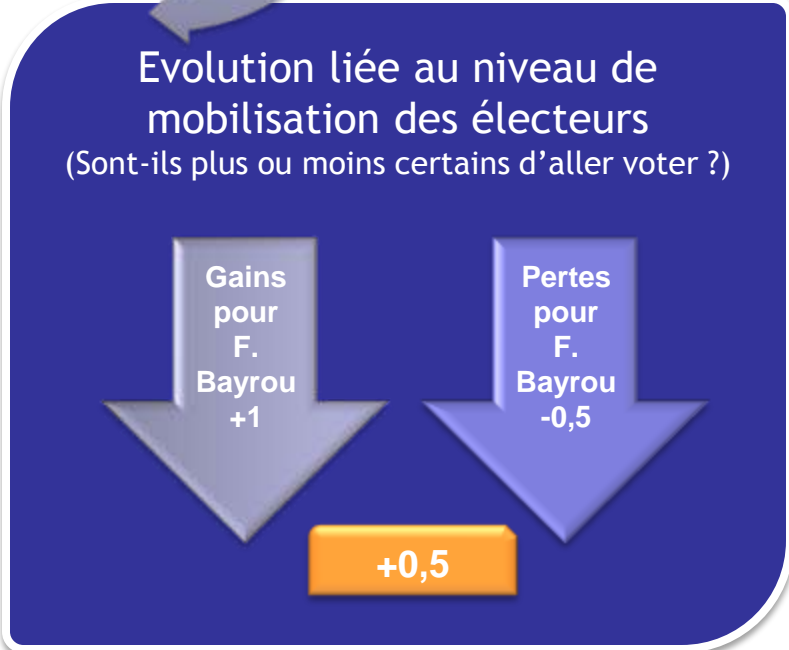 Evolution liée au niveau de
mobilisation des électeurs
(Sont-ils plus ou moins certains d’aller voter ?)
Gains
pour
F.
Bayrou
+1
Pertes
pour
F.
Bayrou
-0,5
+0,5